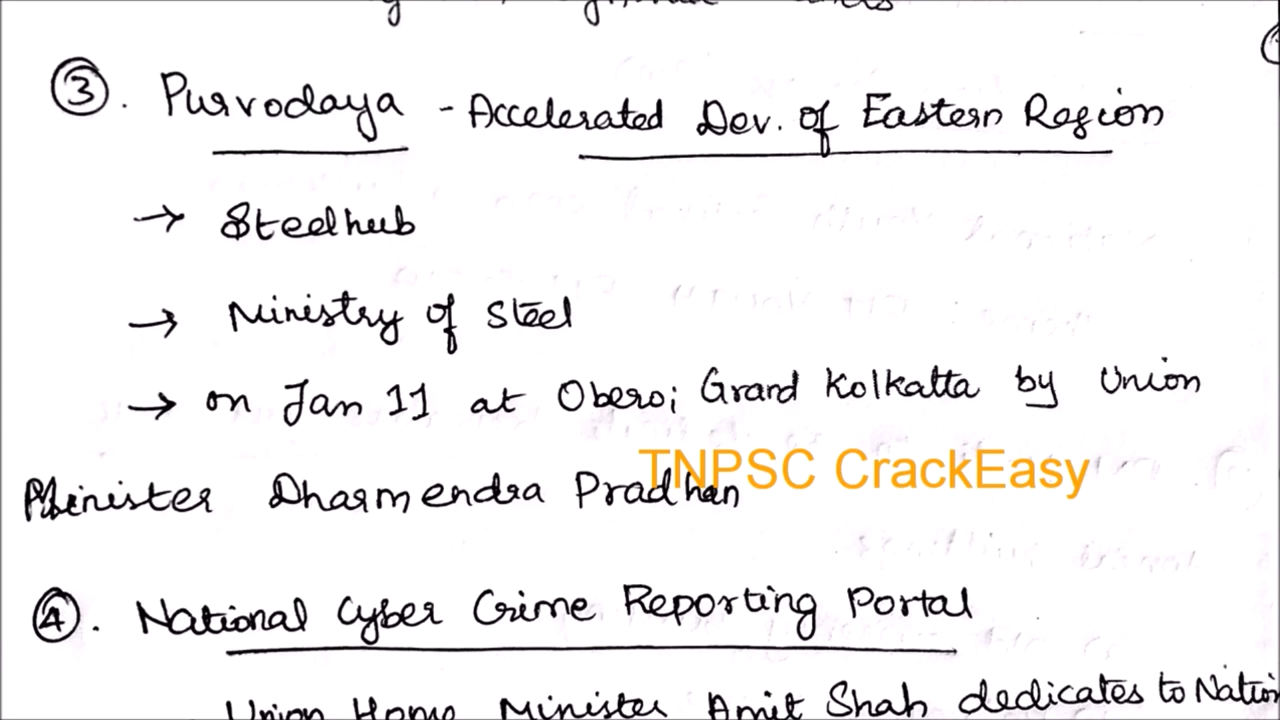 ③. Purvodaya - Accelerated Dev. of Eastern Region
→ Steelhub
→ Ministry of Steel
→ on Jan 11 at Oberoi Grand Kolkatta by Union
TNPSC CrackEasy
Minister Dharmendra Pradhan
④. National Cyber Crime Reporting Portal
Union Home Minister Amit Shah dedicates to Nation